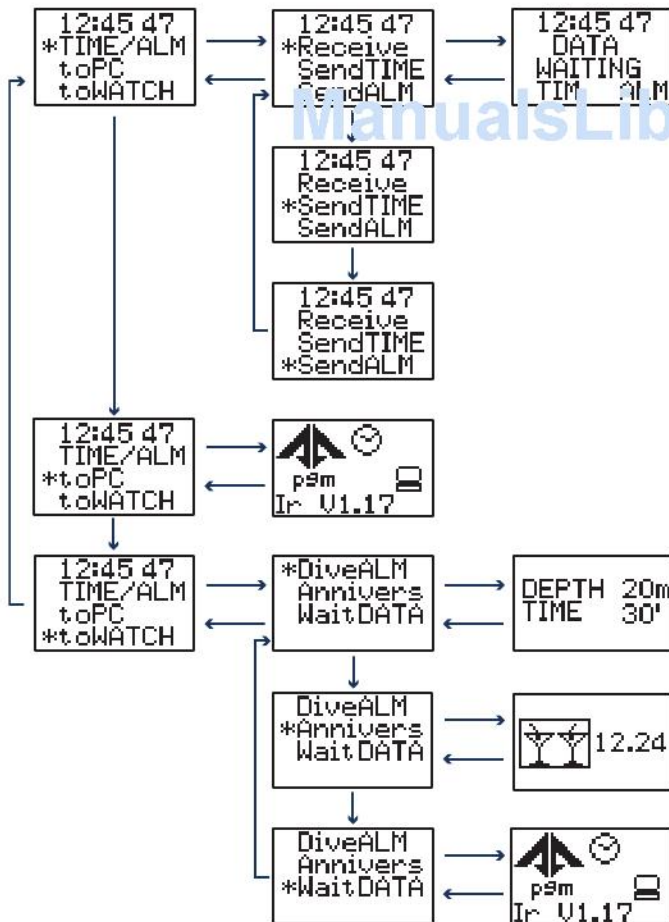 12:45 47
*TIME/ALM
toPC
toWATCH
12:45 47
*Receive
SendTIME
SendALM
12:45 47
DATA
WAITING
TIM ALM
ManualsLib
12:45 47
Receive
*SendTIME
SendALM
12:45 47
Receive
SendTIME
*SendALM
12:45 47
TIME/ALM
*toPC
toWATCH
pgm
Ir V1.17
12:45 47
TIME/ALM
toPC
*toWATCH
*DiveALM
Annivers
WaitDATA
DEPTH 20m
TIME 30'
DiveALM
*Annivers
WaitDATA
12.24
DiveALM
Annivers
*WaitDATA
pgm
Ir V1.17